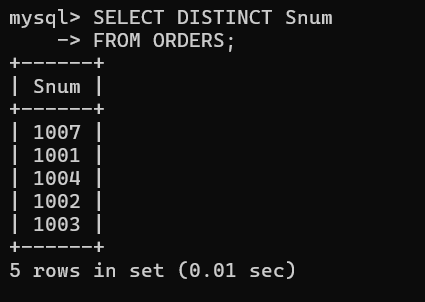 mysql> SELECT DISTINCT Snum
    -> FROM ORDERS;
+------+
| Snum |
+------+
| 1007 |
| 1001 |
| 1004 |
| 1002 |
| 1003 |
+------+
5 rows in set (0.01 sec)